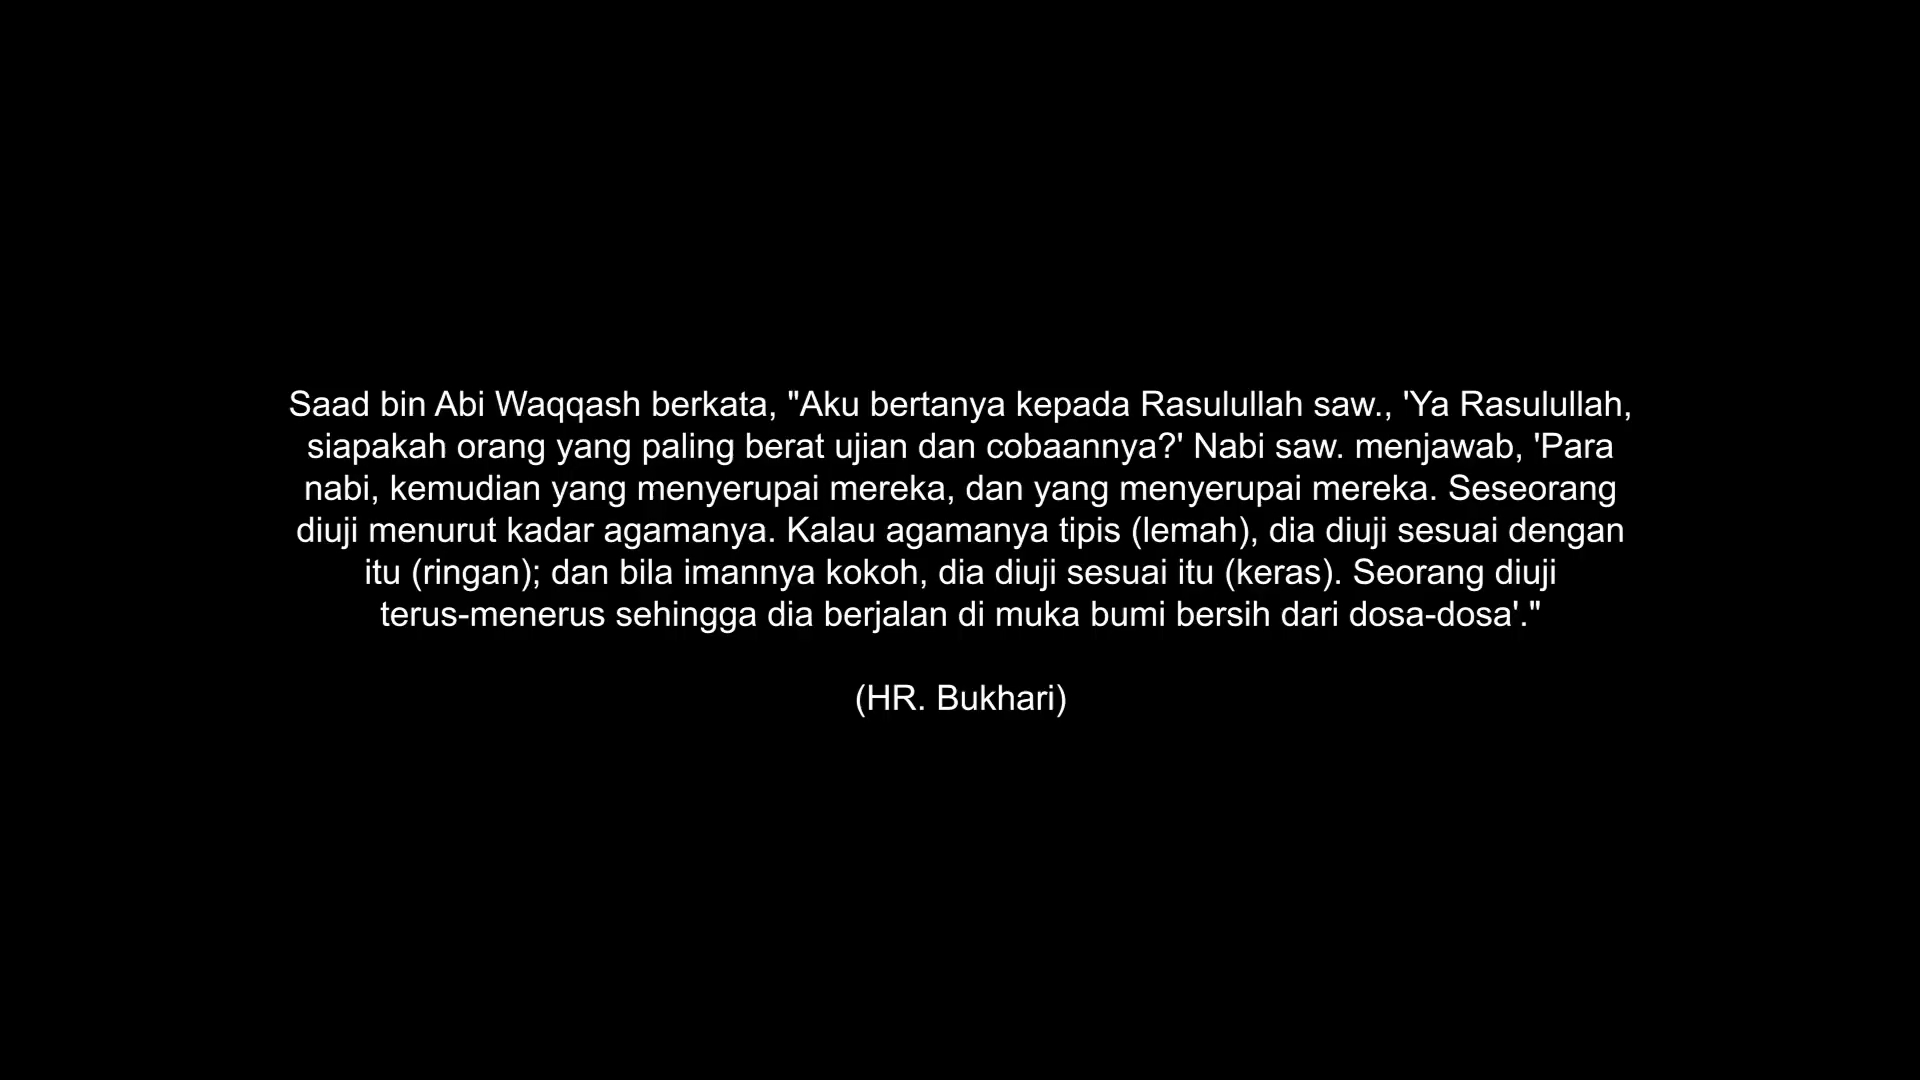 Saad bin Abi Waqqash berkata, "Aku bertanya kepada Rasulullah saw., 'Ya Rasulullah,
siapakah orang yang paling berat ujian dan cobaannya?' Nabi saw. menjawab, 'Para
nabi, kemudian yang menyerupai mereka, dan yang menyerupai mereka. Seseorang
diuji menurut kadar agamanya. Kalau agamanya tipis (lemah), dia diuji sesuai dengan
itu (ringan); dan bila imannya kokoh, dia diuji sesuai itu (keras). Seorang diuji
terus-menerus sehingga dia berjalan di muka bumi bersih dari dosa-dosa'."
(HR. Bukhari)